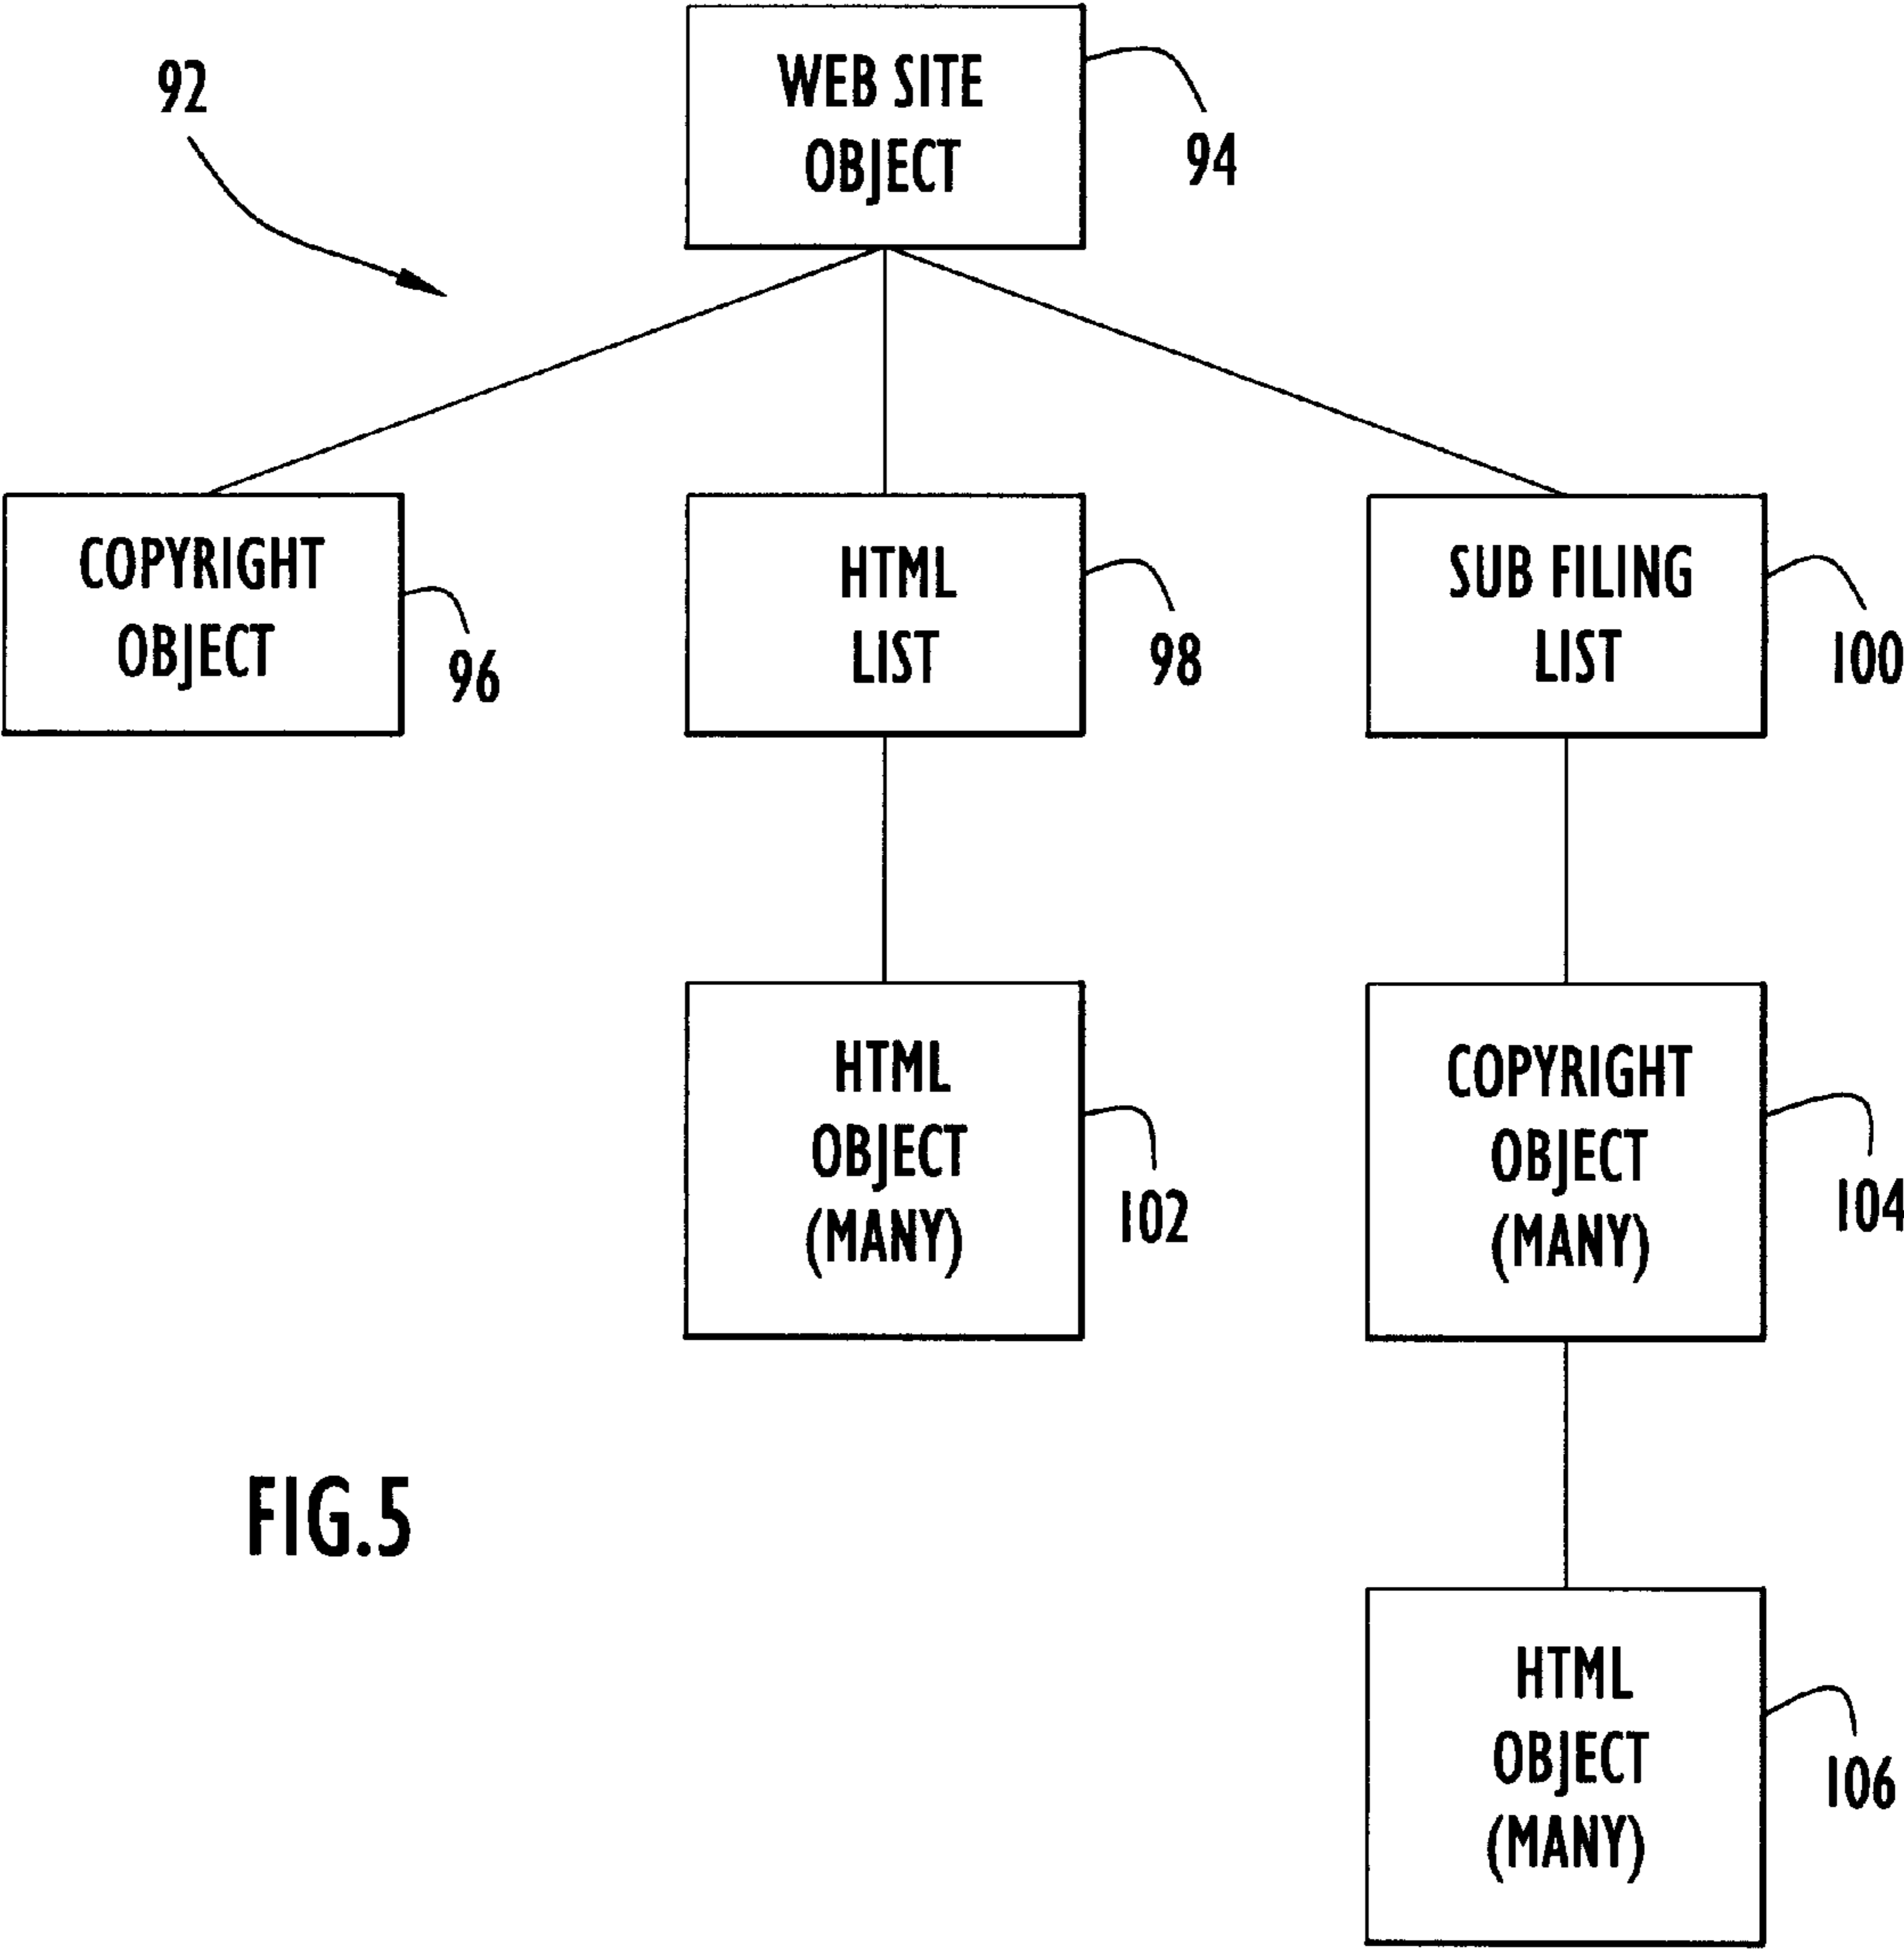 92
WEB SITE
OBJECT
94
COPYRIGHT
OBJECT
96
HTML
LIST
98
SUB FILING
LIST
100
HTML
OBJECT
(MANY)
102
COPYRIGHT
OBJECT
(MANY)
104
FIG.5
HTML
OBJECT
(MANY)
106